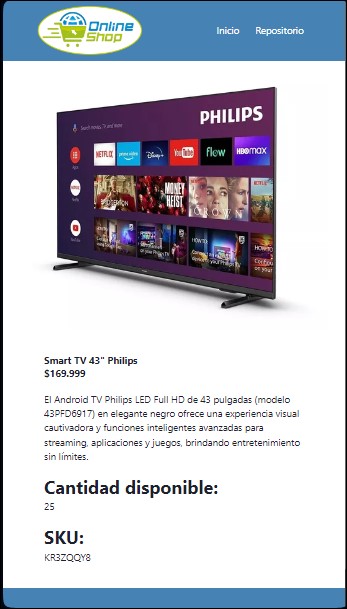 Online
Shop
Inicio Repositorio
PHILIPS
NETFLIX prime video Disney+ YouTube flow HBOmax
BRIDGERTON MONEY HEIST CROWN
Smart TV 43" Philips
$169.999
El Android TV Philips LED Full HD de 43 pulgadas (modelo
43PFD6917) en elegante negro ofrece una experiencia visual
cautivadora y funciones inteligentes avanzadas para
streaming, aplicaciones y juegos, brindando entretenimiento
sin límites.
Cantidad disponible:
25
SKU:
KR3ZQQY8